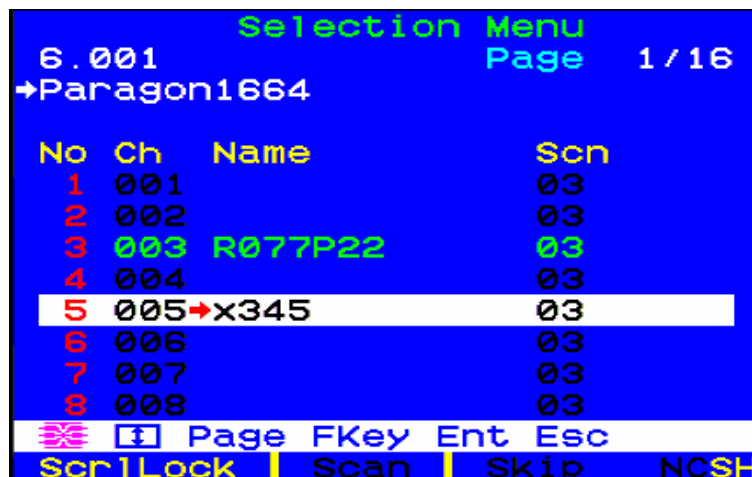 Selection Menu
6.001 Page 1/16
➔Paragon1664
No Ch Name Scn
1 001 03
2 002 03
3 003 R077P22 03
4 004 03
5 005➔x345 03
6 006 03
7 007 03
8 008 03
Page FKey Ent Esc
ScrlLock Scan Skip NCSH